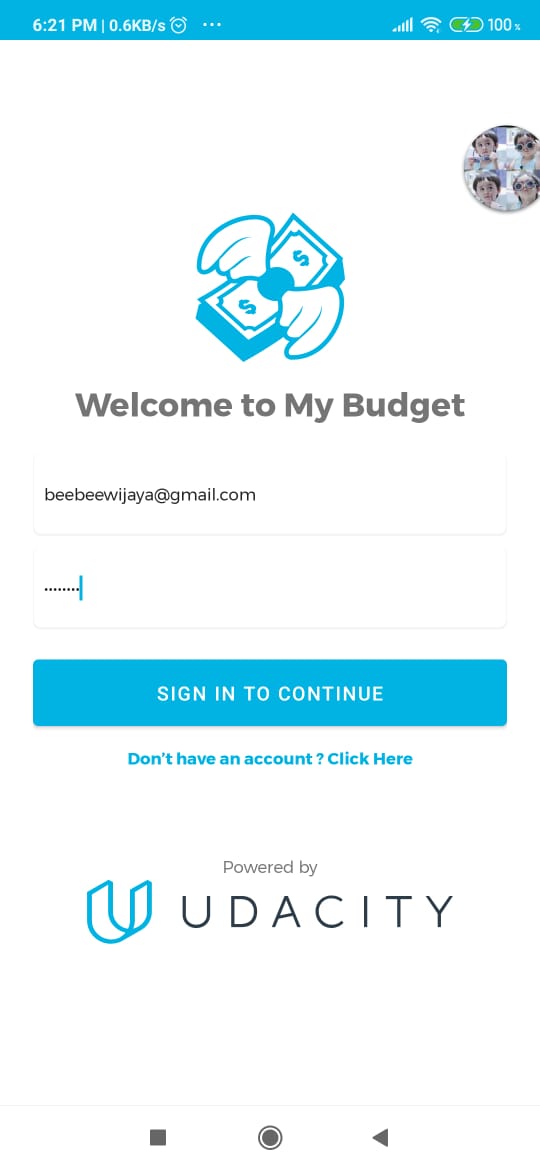 6:21 PM | 0.6KB/s ...
100%
$
$
Welcome to My Budget
beebeewijaya@gmail.com
••••••••
SIGN IN TO CONTINUE
Don’t have an account ? Click Here
Powered by
UDACITY